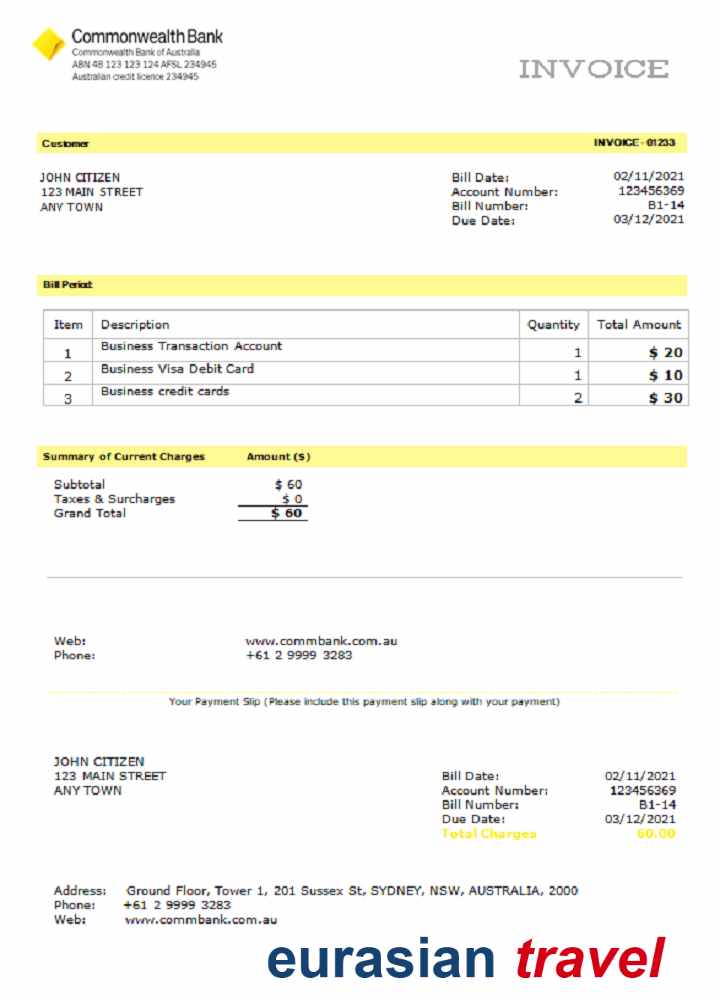 CommonwealthBank
Commonwealth Bank of Australia
ABN 48 123 123 124 AFSL 234945
Australian credit licence 234945
INVOICE
Customer INVOICE - 01233
JOHN CITIZEN
123 MAIN STREET
ANY TOWN
Bill Date: 02/11/2021
Account Number: 123456369
Bill Number: B1-14
Due Date: 03/12/2021
Bill Period:
Item Description Quantity Total Amount
1 Business Transaction Account 1 $ 20
2 Business Visa Debit Card 1 $ 10
3 Business credit cards 2 $ 30
Summary of Current Charges Amount ($)
Subtotal $ 60
Taxes & Surcharges $ 0
Grand Total $ 60
Web: www.commbank.com.au
Phone: +61 2 9999 3283
Your Payment Slip (Please include this payment slip along with your payment)
JOHN CITIZEN
123 MAIN STREET
ANY TOWN
Bill Date: 02/11/2021
Account Number: 123456369
Bill Number: B1-14
Due Date: 03/12/2021
Total Charges 60.00
Address: Ground Floor, Tower 1, 201 Sussex St, SYDNEY, NSW, AUSTRALIA, 2000
Phone: +61 2 9999 3283
Web: www.commbank.com.au
eurasian travel